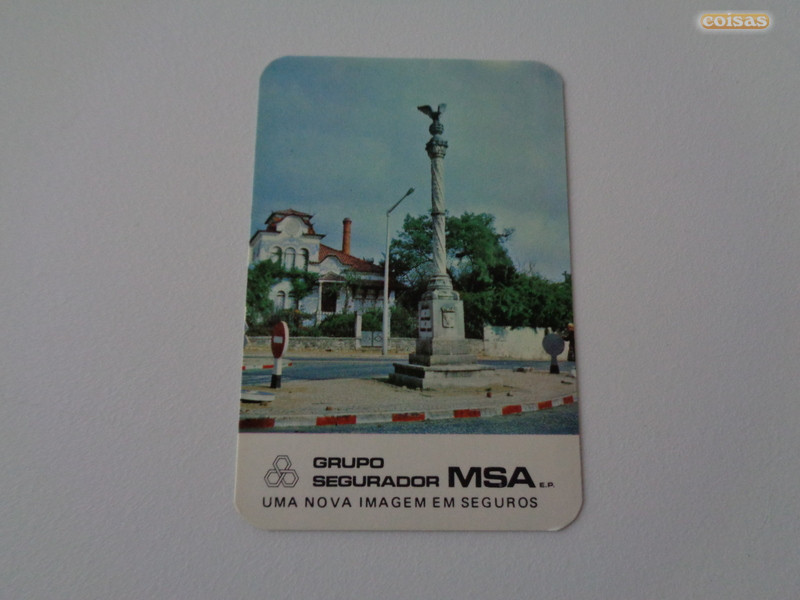 coisas
GRUPO
SEGURADOR MSA E.P.
UMA NOVA IMAGEM EM SEGUROS